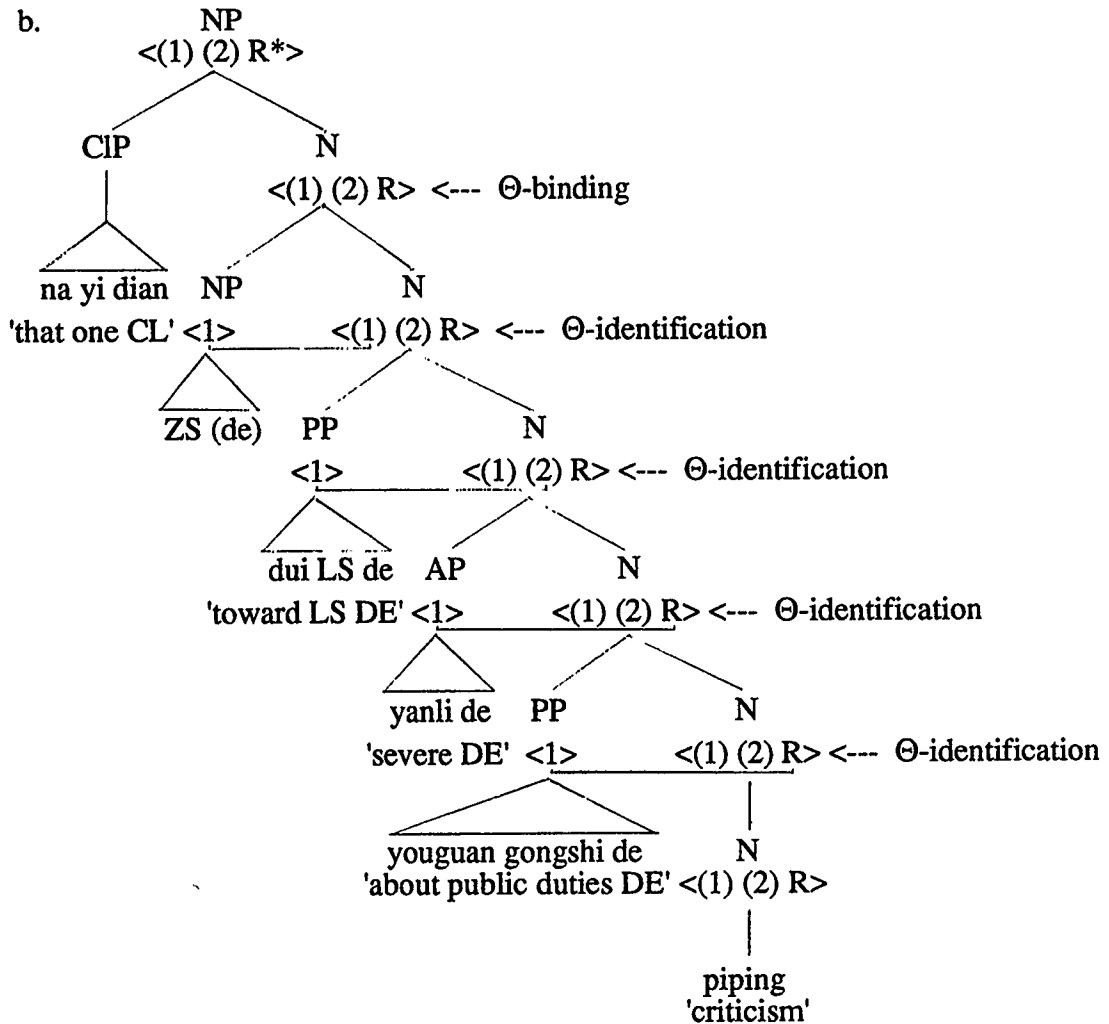 b.
NP
<(1) (2) R*>
ClP N
<(1) (2) R> <--- Θ-binding
na yi dian NP N
'that one CL' <1> <(1) (2) R> <--- Θ-identification
ZS (de) PP N
<1> <(1) (2) R> <--- Θ-identification
dui LS de AP N
'toward LS DE' <1> <(1) (2) R> <--- Θ-identification
yanli de PP N
'severe DE' <1> <(1) (2) R> <--- Θ-identification
youguan gongshi de N
'about public duties DE' <(1) (2) R>
piping
'criticism'